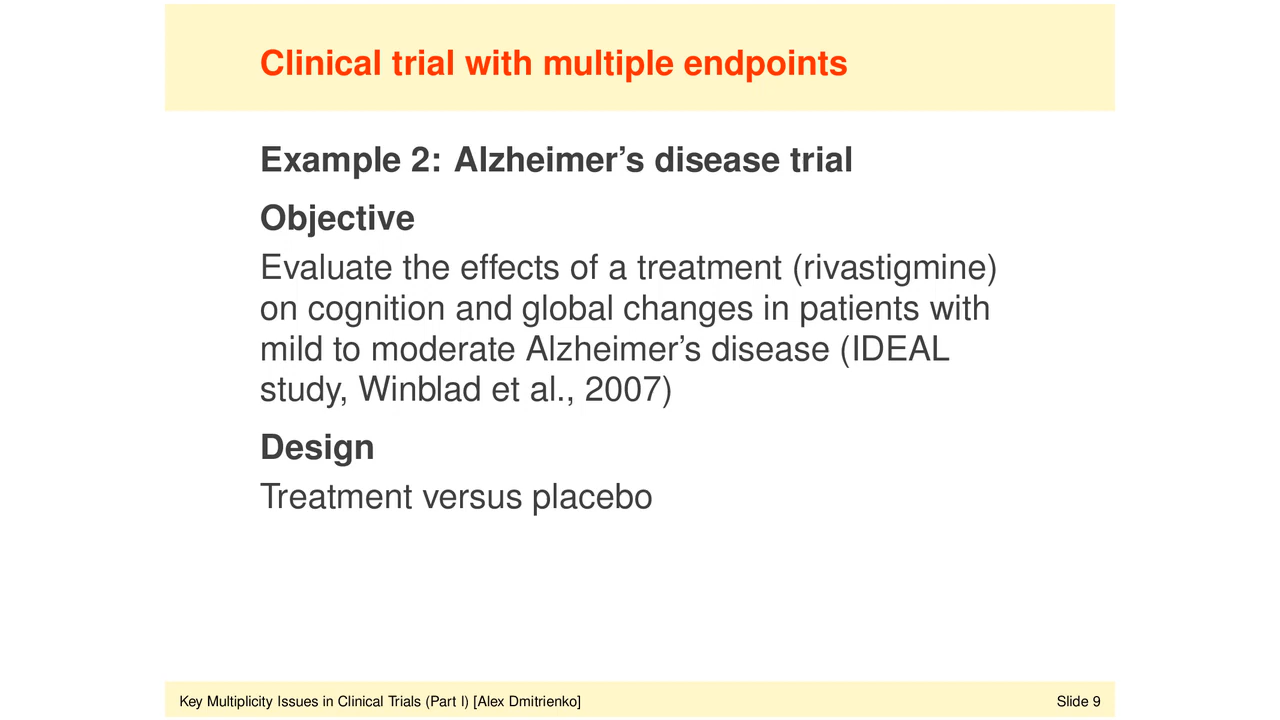 Clinical trial with multiple endpoints
Example 2: Alzheimer’s disease trial
Objective
Evaluate the effects of a treatment (rivastigmine)
on cognition and global changes in patients with
mild to moderate Alzheimer’s disease (IDEAL
study, Winblad et al., 2007)
Design
Treatment versus placebo
Key Multiplicity Issues in Clinical Trials (Part I) [Alex Dmitrienko]
Slide 9